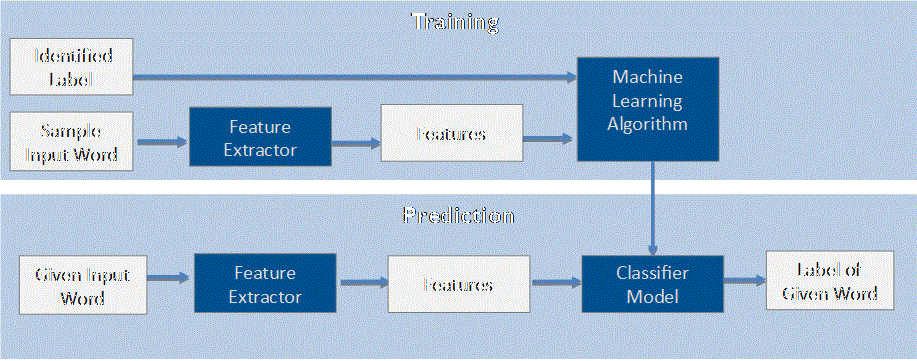 Training
Identified
Label
Machine
Learning
Algorithm
Sample
Input Word
Feature
Extractor
Features
Prediction
Given Input
Word
Feature
Extractor
Features
Classifier
Model
Label of
Given Word